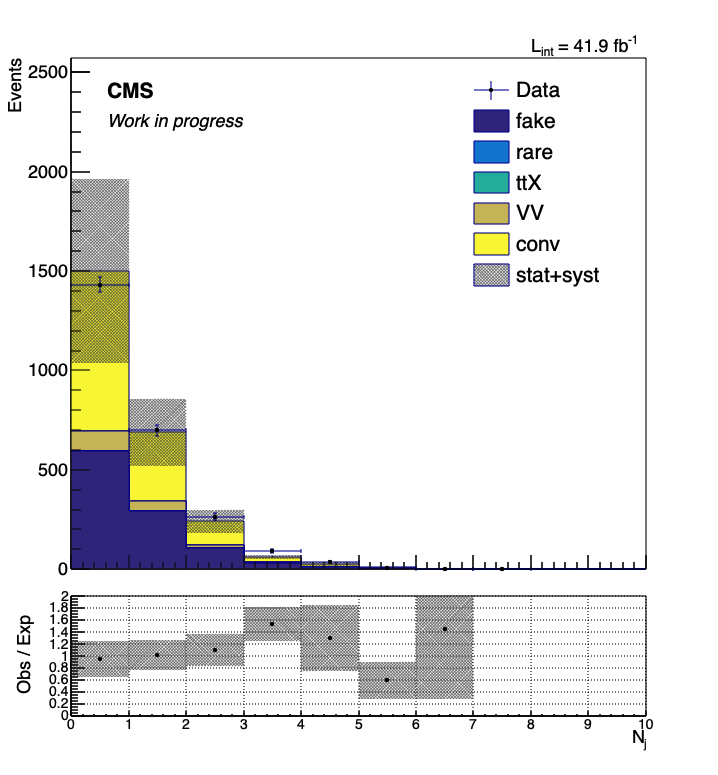 L_int = 41.9 fb^-1
Events
2500
2000
1500
1000
500
0
CMS
Work in progress
Data
fake
rare
ttX
VV
conv
stat+syst
Obs / Exp
2
1.8
1.6
1.4
1.2
1
0.8
0.6
0.4
0.2
0
0 1 2 3 4 5 6 7 8 9 10
N_j